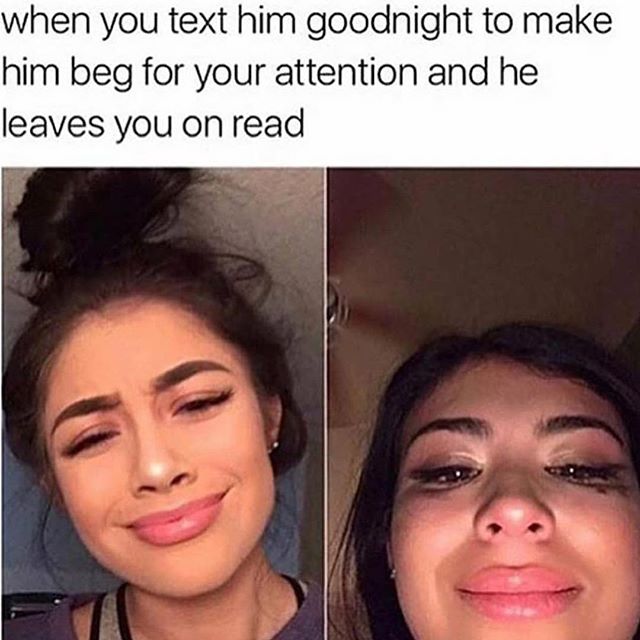 when you text him goodnight to make
him beg for your attention and he
leaves you on read